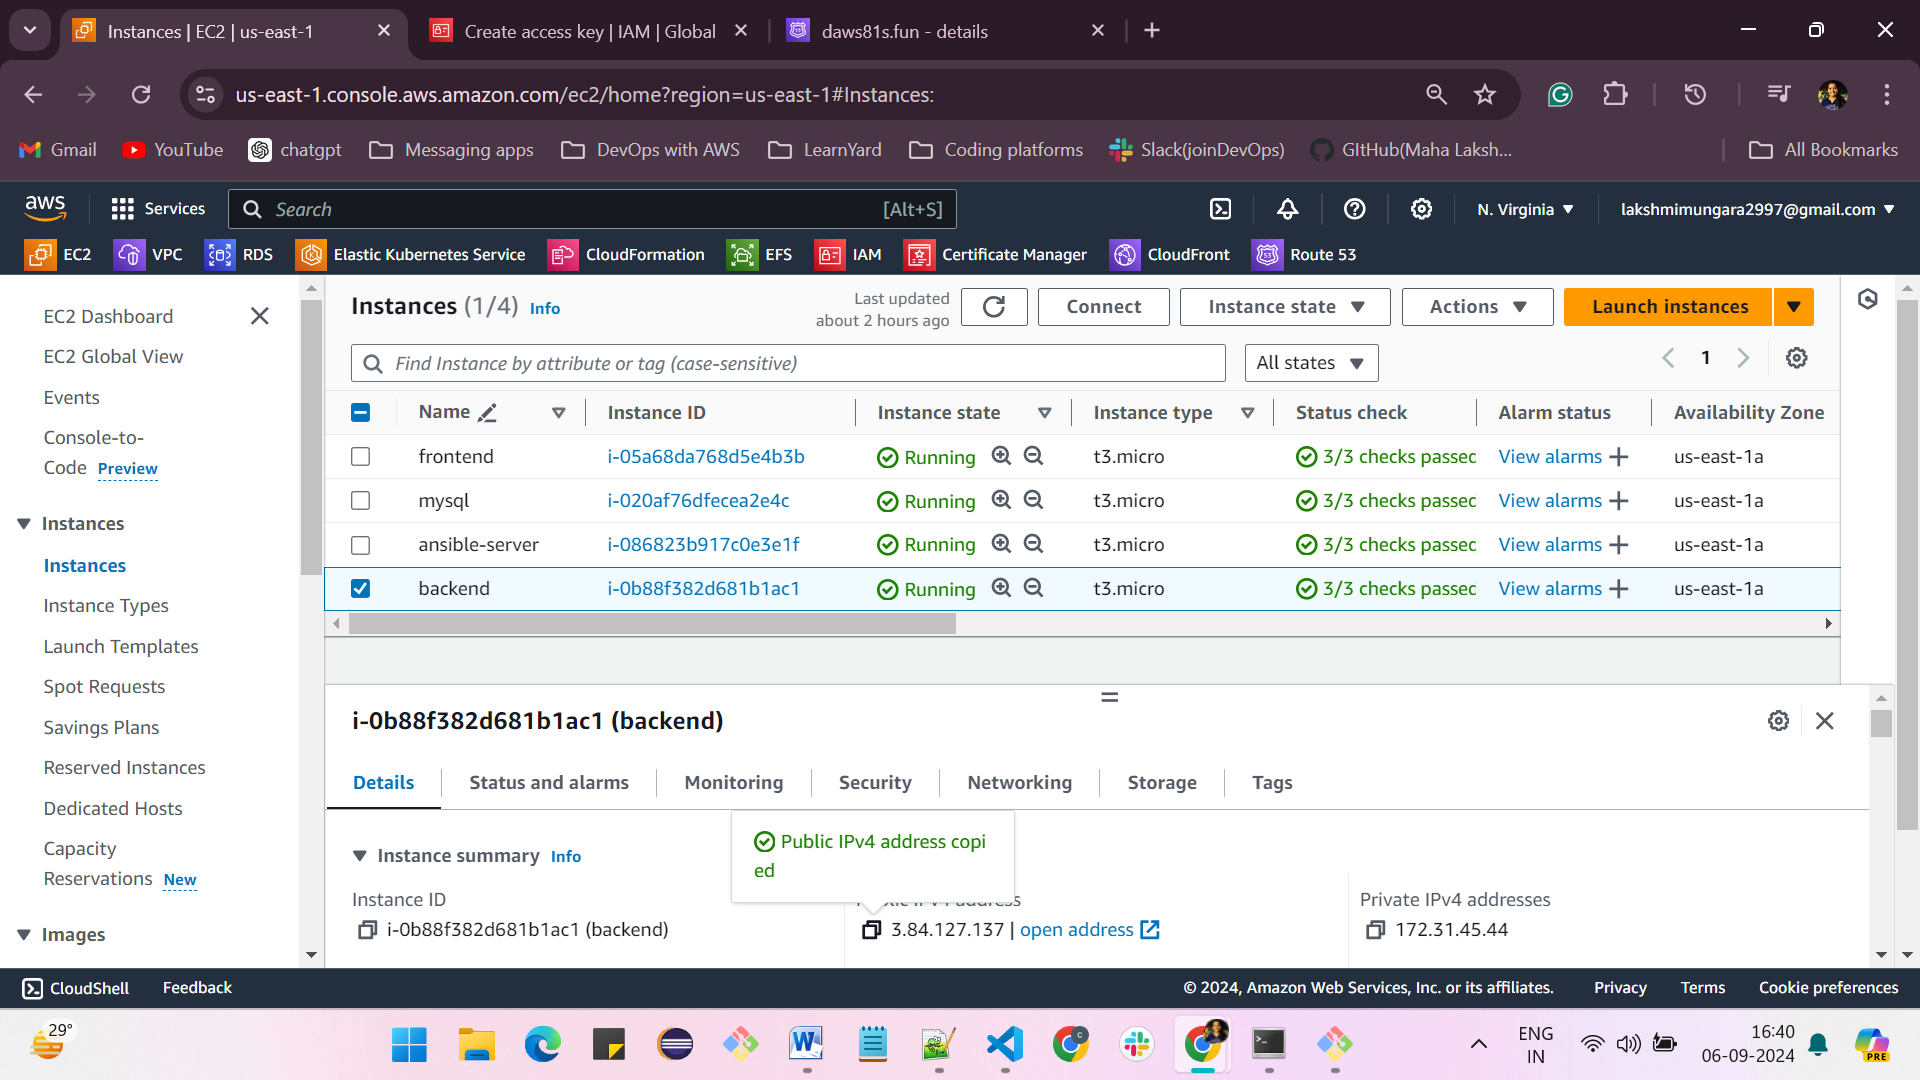 Instances | EC2 | us-east-1
Create access key | IAM | Global
daws81s.fun - details
us-east-1.console.aws.amazon.com/ec2/home?region=us-east-1#Instances:
Gmail
YouTube
chatgpt
Messaging apps
DevOps with AWS
LearnYard
Coding platforms
Slack(joinDevOps)
GItHub(Maha Laksh...
All Bookmarks
aws
Services
Search
[Alt+S]
N. Virginia
lakshmimungara2997@gmail.com
EC2
VPC
RDS
Elastic Kubernetes Service
CloudFormation
EFS
IAM
Certificate Manager
CloudFront
Route 53
EC2 Dashboard
EC2 Global View
Events
Console-to-
Code Preview
Instances
Instances
Instance Types
Launch Templates
Spot Requests
Savings Plans
Reserved Instances
Dedicated Hosts
Capacity
Reservations New
Images
Instances (1/4) Info
Last updated
about 2 hours ago
Connect
Instance state
Actions
Launch instances
Find Instance by attribute or tag (case-sensitive)
All states
1
Name Instance ID Instance state Instance type Status check Alarm status Availability Zone
frontend i-05a68da768d5e4b3b Running t3.micro 3/3 checks passed View alarms us-east-1a
mysql i-020af76dfecea2e4c Running t3.micro 3/3 checks passed View alarms us-east-1a
ansible-server i-086823b917c0e3e1f Running t3.micro 3/3 checks passed View alarms us-east-1a
backend i-0b88f382d681b1ac1 Running t3.micro 3/3 checks passed View alarms us-east-1a
i-0b88f382d681b1ac1 (backend)
Details
Status and alarms
Monitoring
Security
Networking
Storage
Tags
Public IPv4 address copi
ed
Instance summary Info
Instance ID
i-0b88f382d681b1ac1 (backend)
3.84.127.137 | open address
Private IPv4 addresses
172.31.45.44
CloudShell
Feedback
© 2024, Amazon Web Services, Inc. or its affiliates.
Privacy
Terms
Cookie preferences
29°
ENG
IN
16:40
06-09-2024
PRE